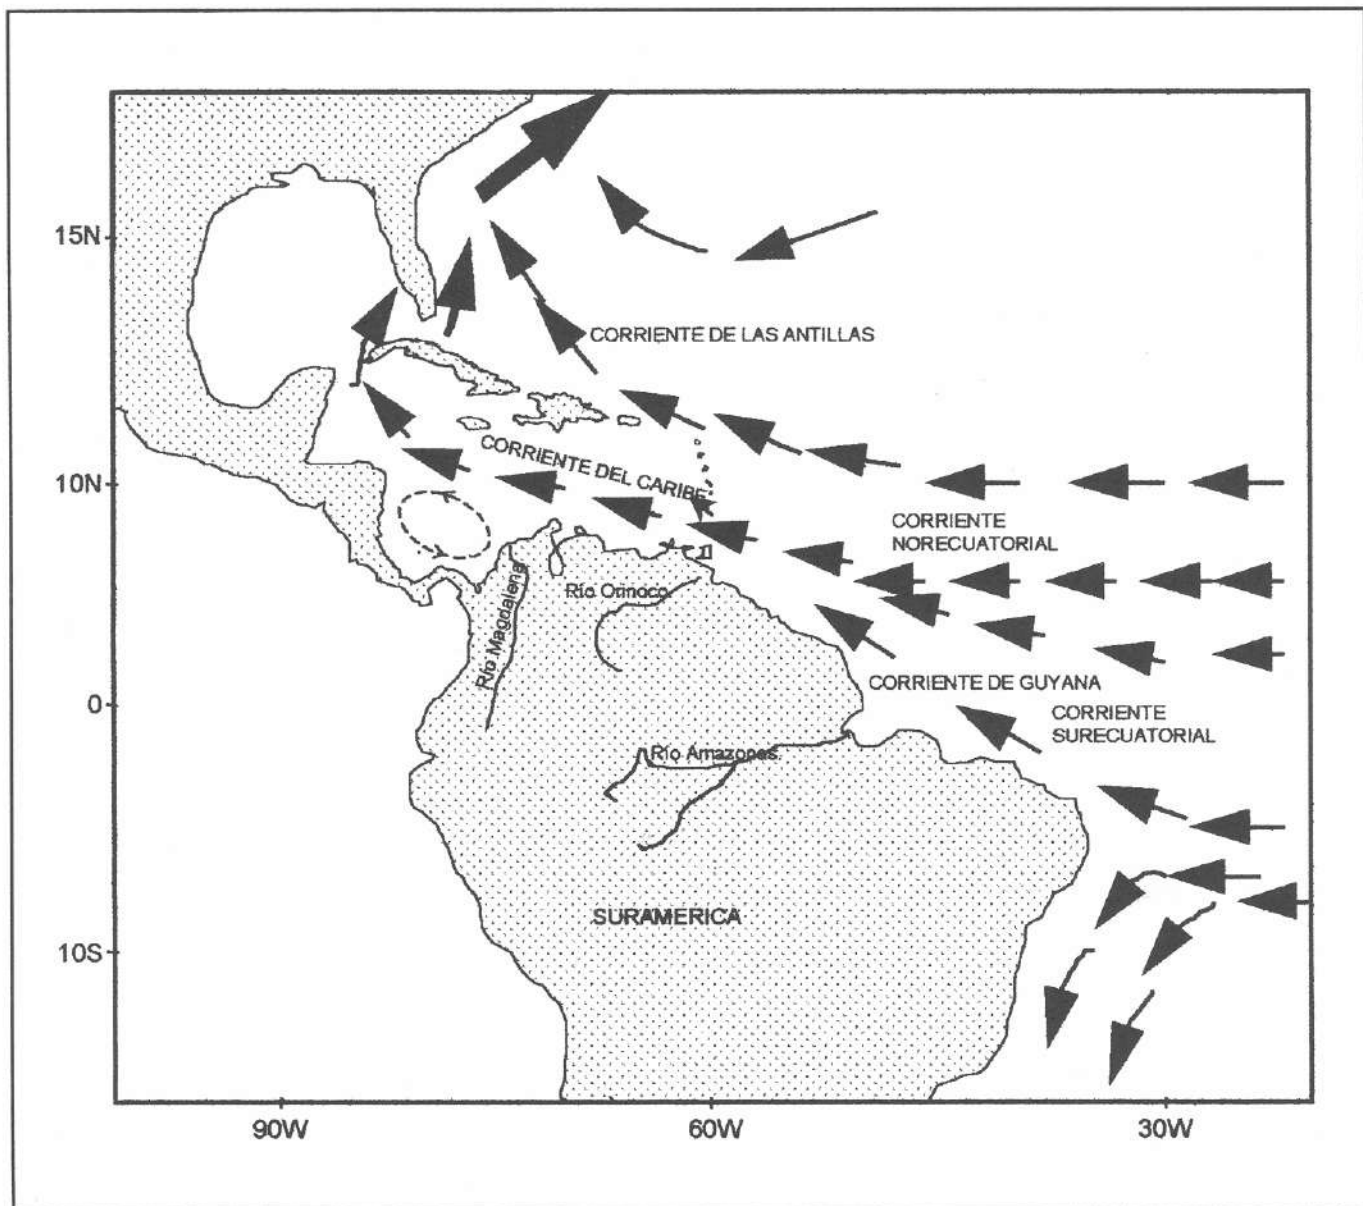 15N
CORRIENTE DE LAS ANTILLAS
CORRIENTE DEL CARIBE
10N
CORRIENTE
NORECUATORIAL
Río Orinoco
Río Magdalena
CORRIENTE DE GUYANA
0
CORRIENTE
SURECUATORIAL
Río Amazonas
SURAMERICA
10S
90W
60W
30W